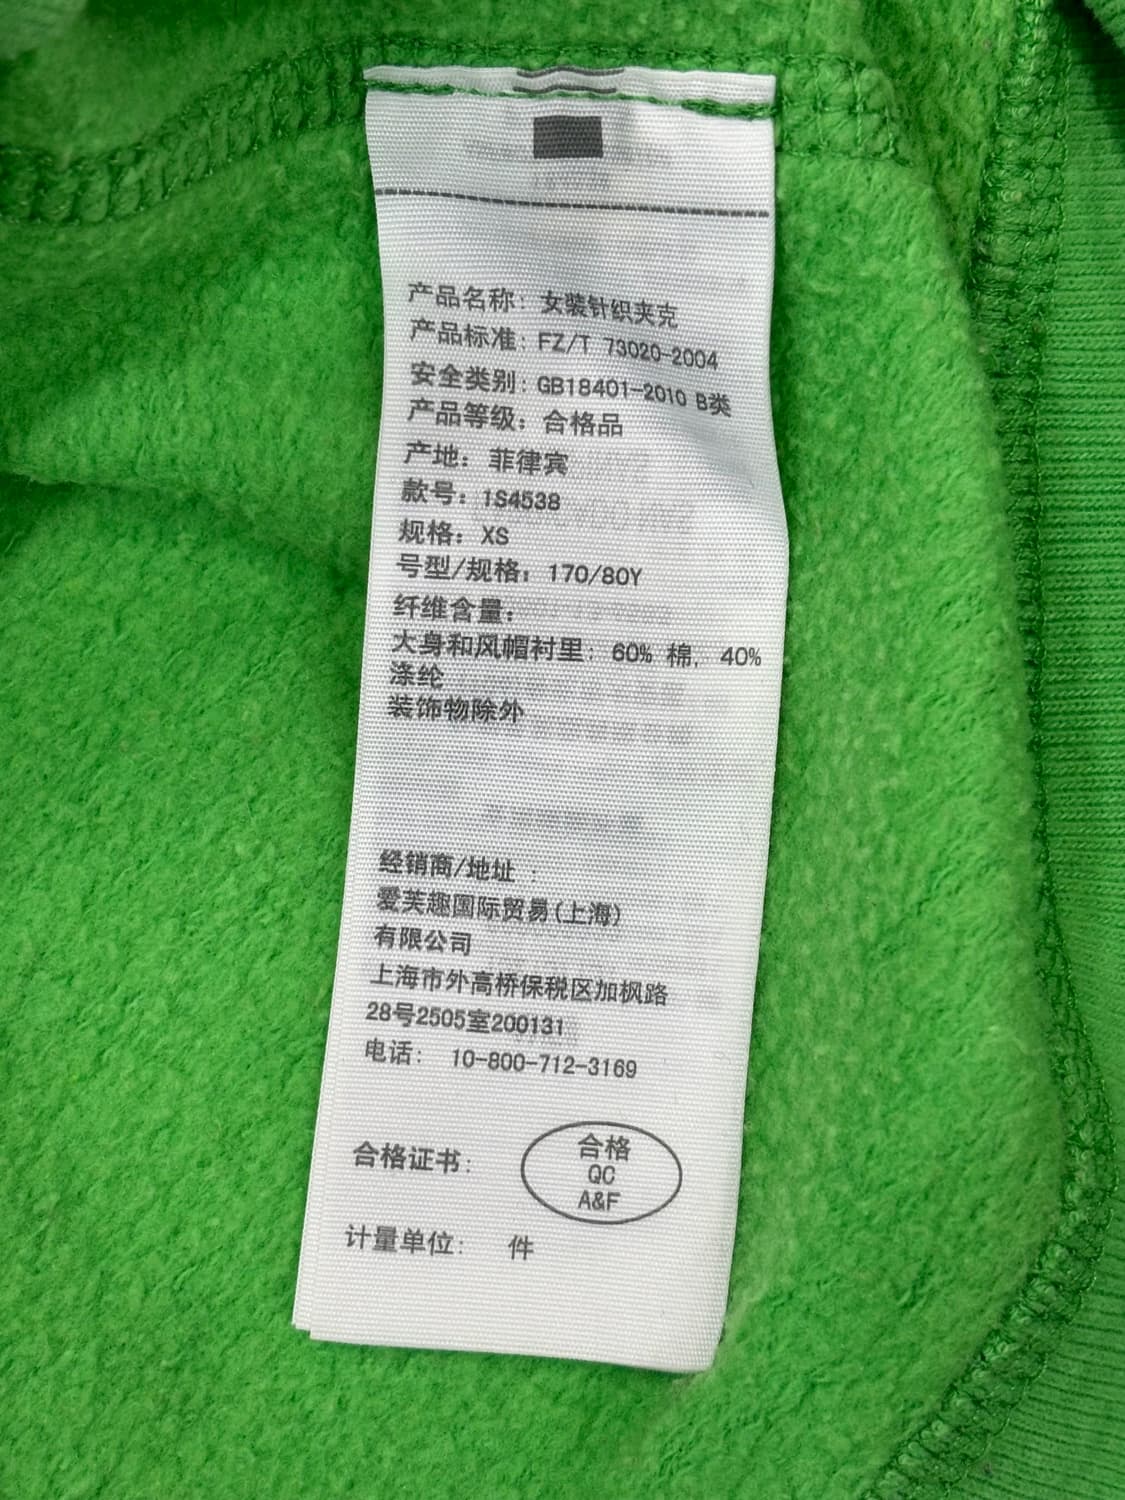 产品名称：女装针织夹克
产品标准：FZ/T 73020-2004
安全类别：GB18401-2010 B类
产品等级：合格品
产地：菲律宾
款号：1S4538
规格：XS
号型/规格：170/80Y
纤维含量：
大身和风帽衬里：60% 棉, 40%
涤纶
装饰物除外
经销商/地址：
爱芙趣国际贸易(上海)
有限公司
上海市外高桥保税区加枫路
28号2505室200131
电话： 10-800-712-3169
合格证书：
合格
QC
A&F
计量单位： 件